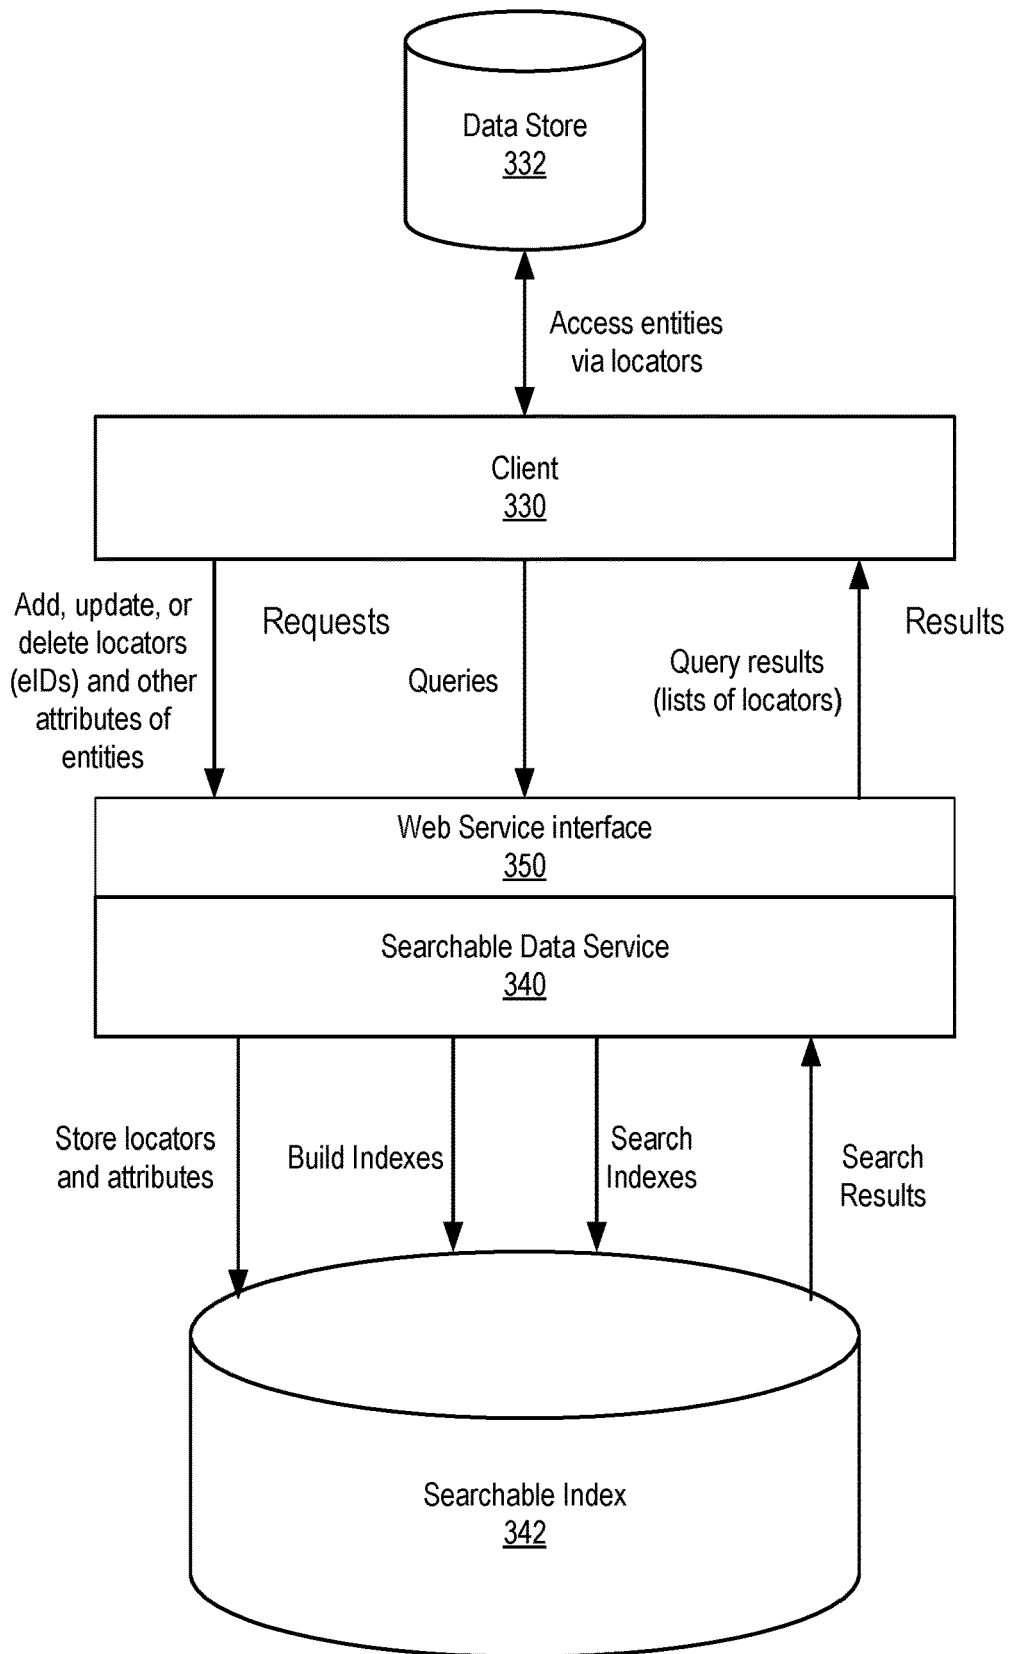 Data Store
332
Access entities
via locators
Client
330
Add, update, or
delete locators
(eIDs) and other
attributes of
entities
Requests
Queries
Query results
(lists of locators)
Results
Web Service interface
350
Searchable Data Service
340
Store locators
and attributes
Build Indexes
Search
Indexes
Search
Results
Searchable Index
342